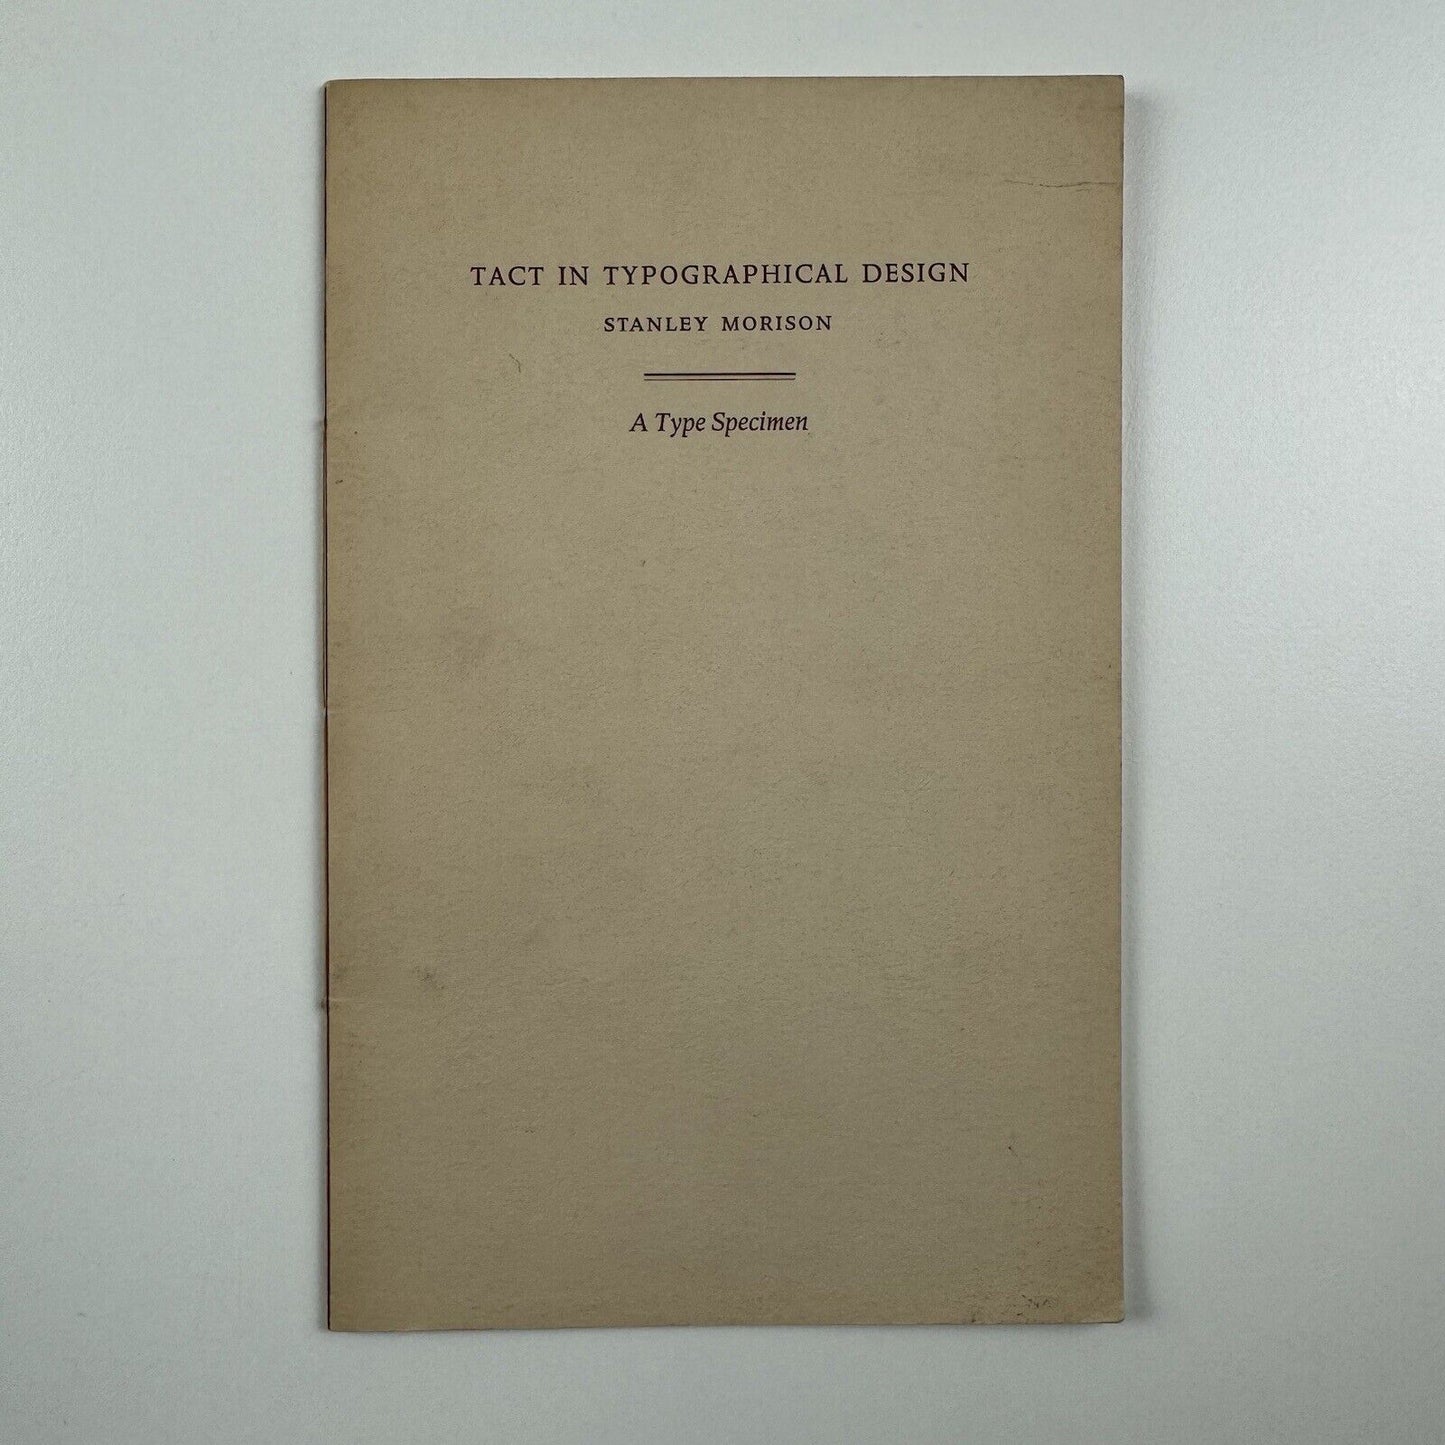 TACT IN TYPOGRAPHICAL DESIGN
STANLEY MORISON
A Type Specimen